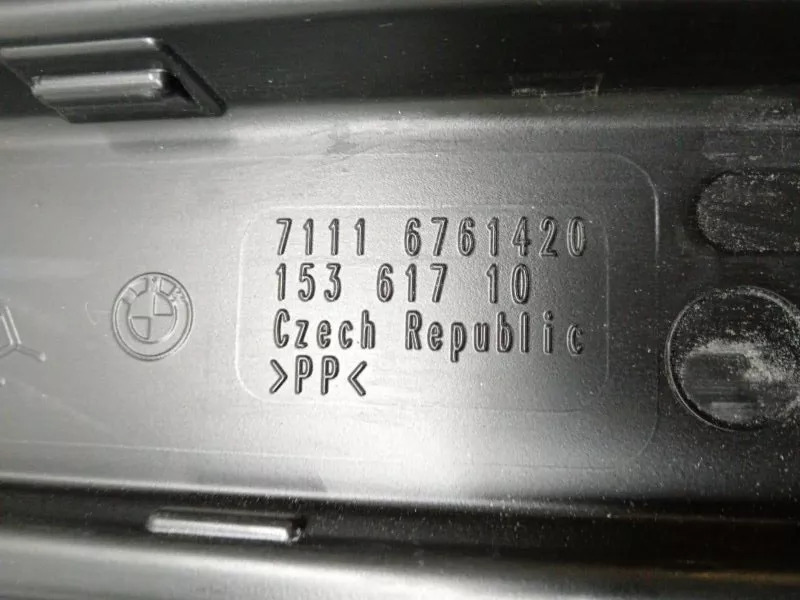 7111 6761420
153 617 10
Czech Republic
>PP<